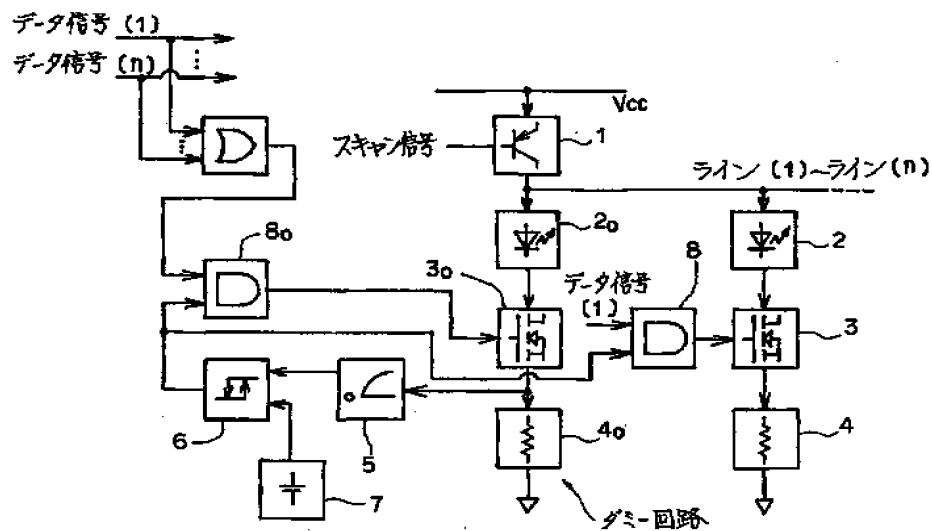 データ信号 (1)
データ信号 (n)
Vcc
スキャン信号
1
ライン (1)~ライン(n)
8o
2o
2
3o
データ信号
(1)
8
3
6
5
4o
4
7
ダミー回路